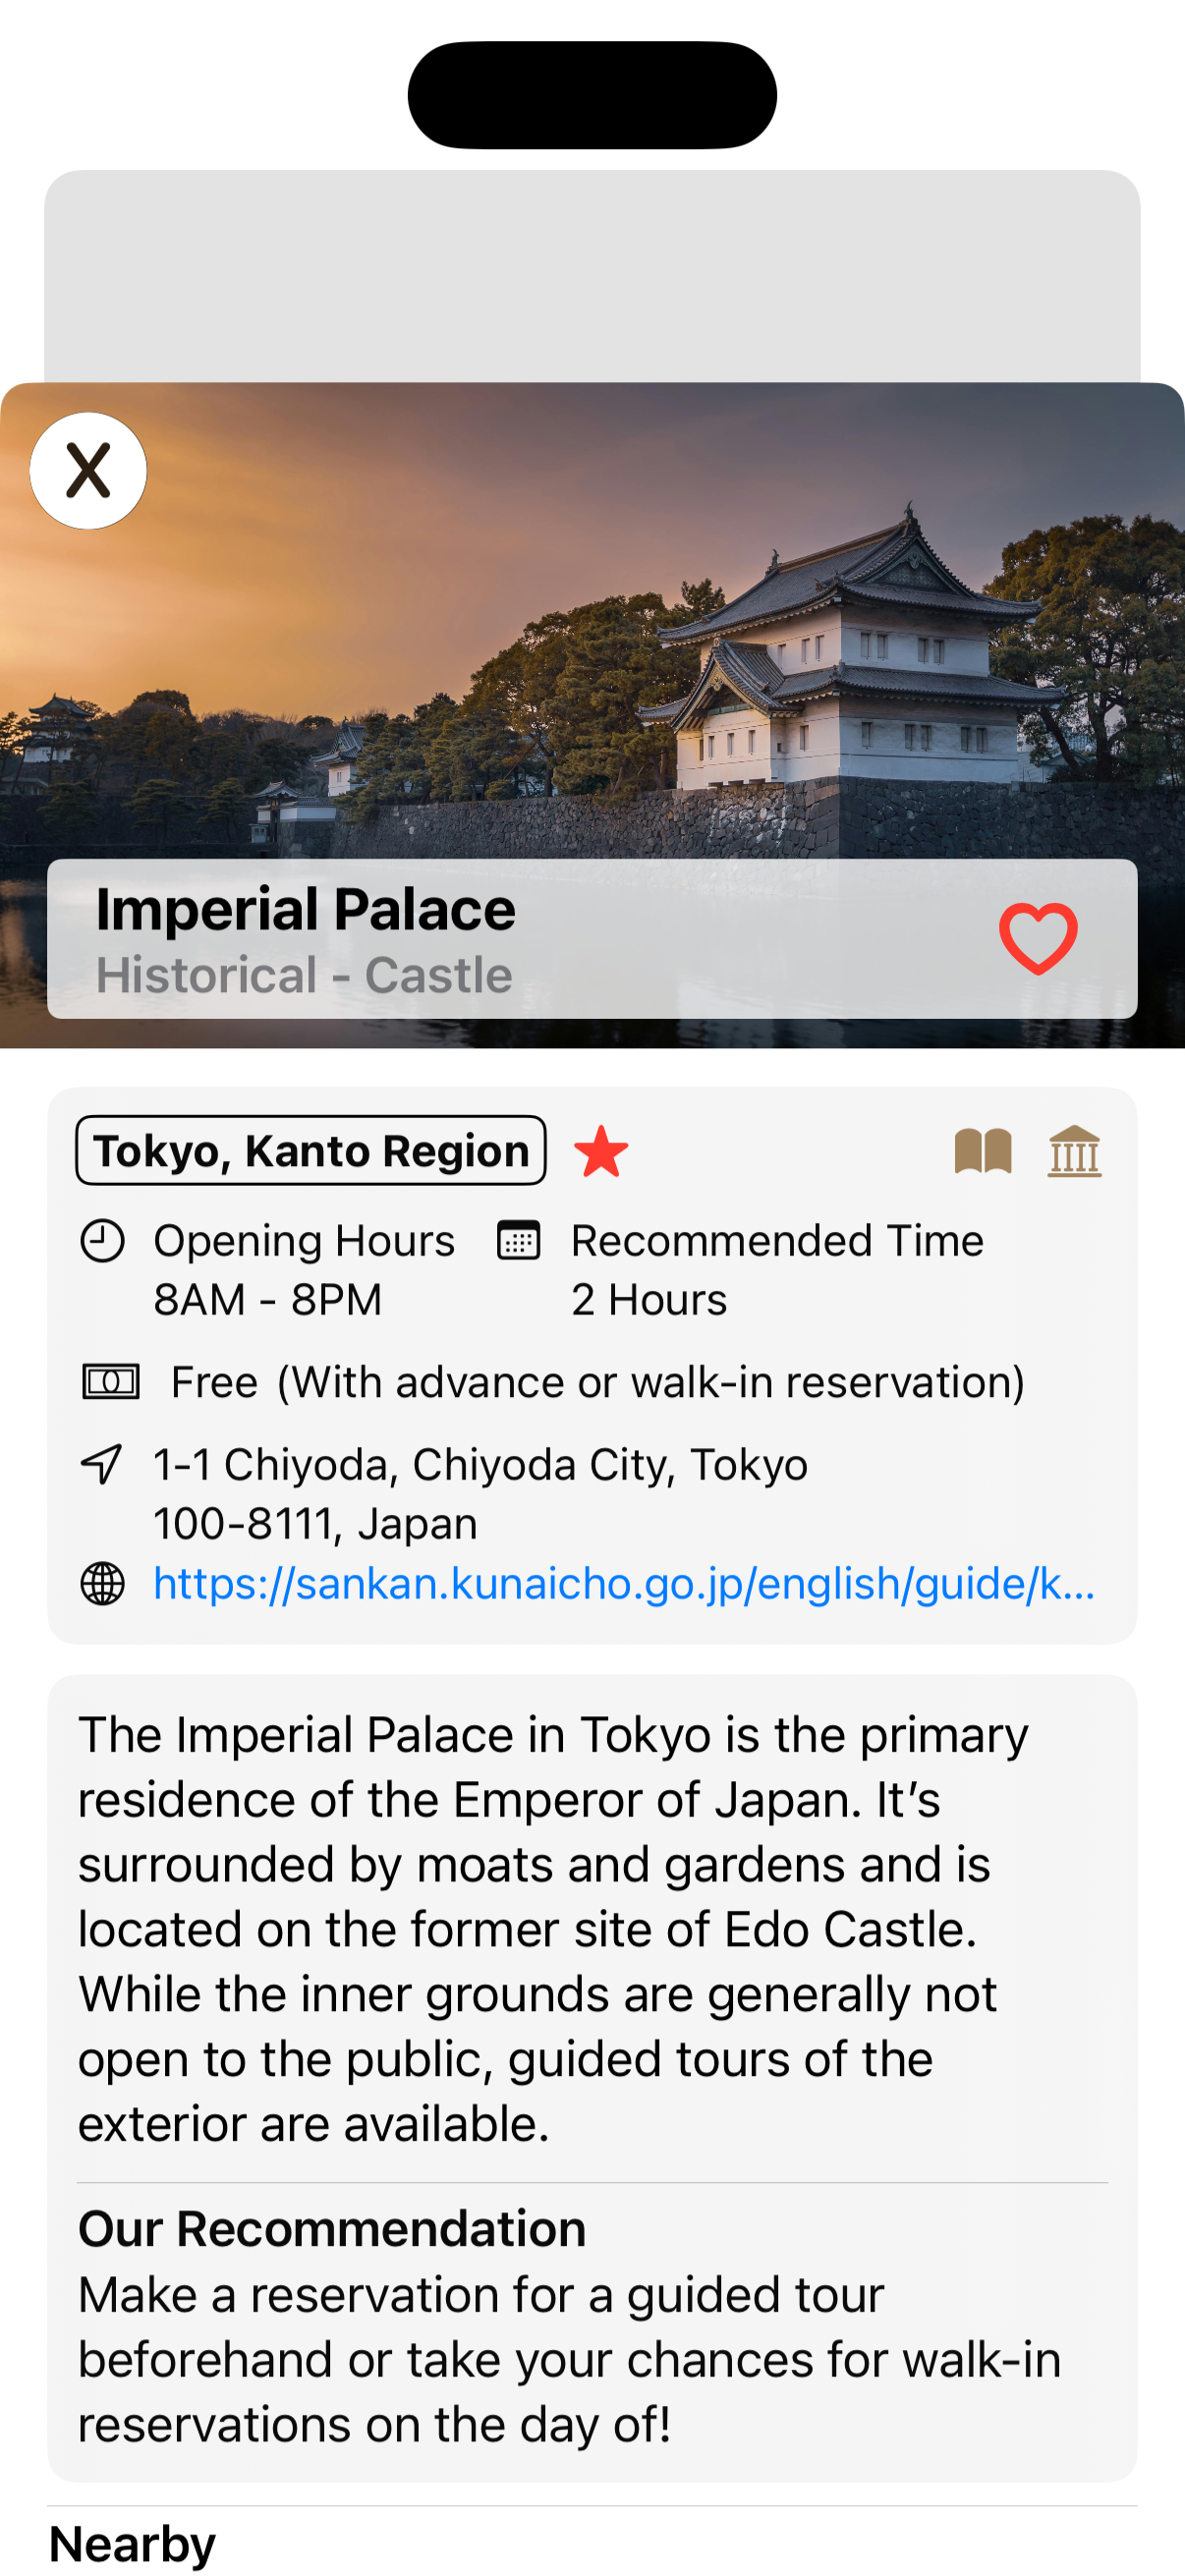 Imperial Palace
Historical - Castle
Tokyo, Kanto Region
Opening Hours
8AM - 8PM
Recommended Time
2 Hours
Free (With advance or walk-in reservation)
1-1 Chiyoda, Chiyoda City, Tokyo
100-8111, Japan
https://sankan.kunaicho.go.jp/english/guide/k...
The Imperial Palace in Tokyo is the primary
residence of the Emperor of Japan. It’s
surrounded by moats and gardens and is
located on the former site of Edo Castle.
While the inner grounds are generally not
open to the public, guided tours of the
exterior are available.
Our Recommendation
Make a reservation for a guided tour
beforehand or take your chances for walk-in
reservations on the day of!
Nearby